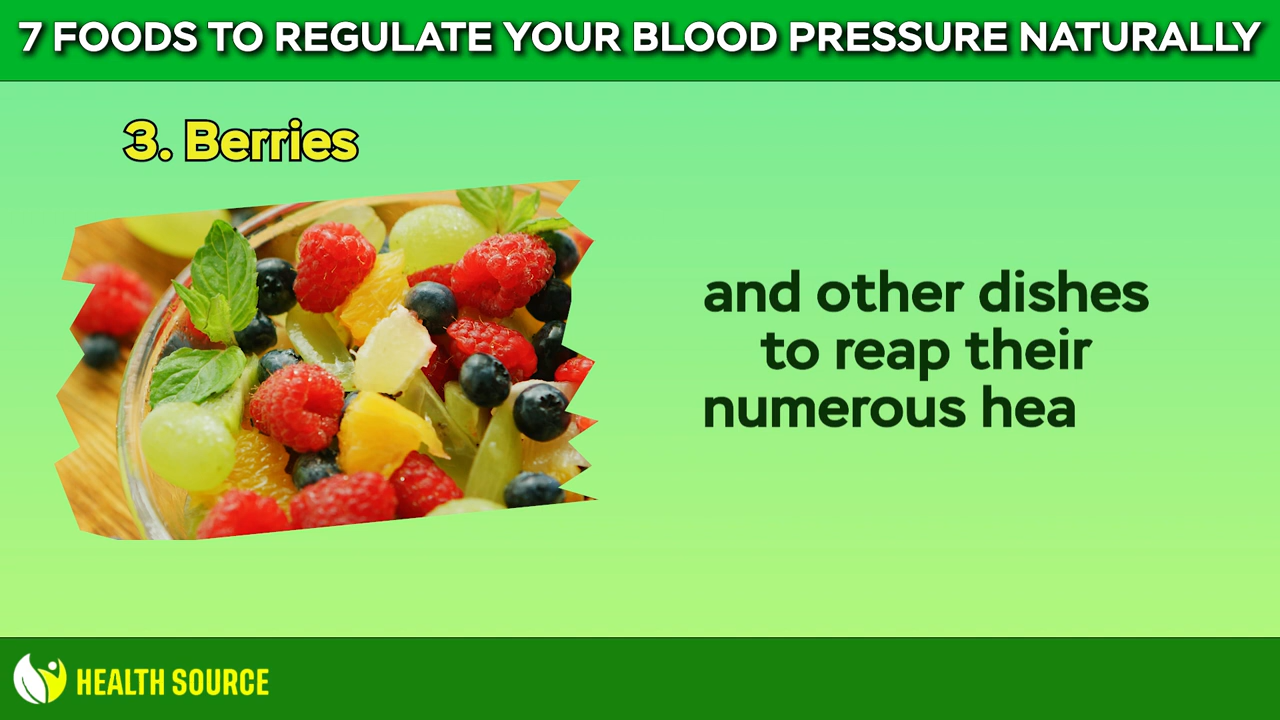 7 FOODS TO REGULATE YOUR BLOOD PRESSURE NATURALLY
3. Berries
and other dishes
to reap their
numerous hea
HEALTH SOURCE